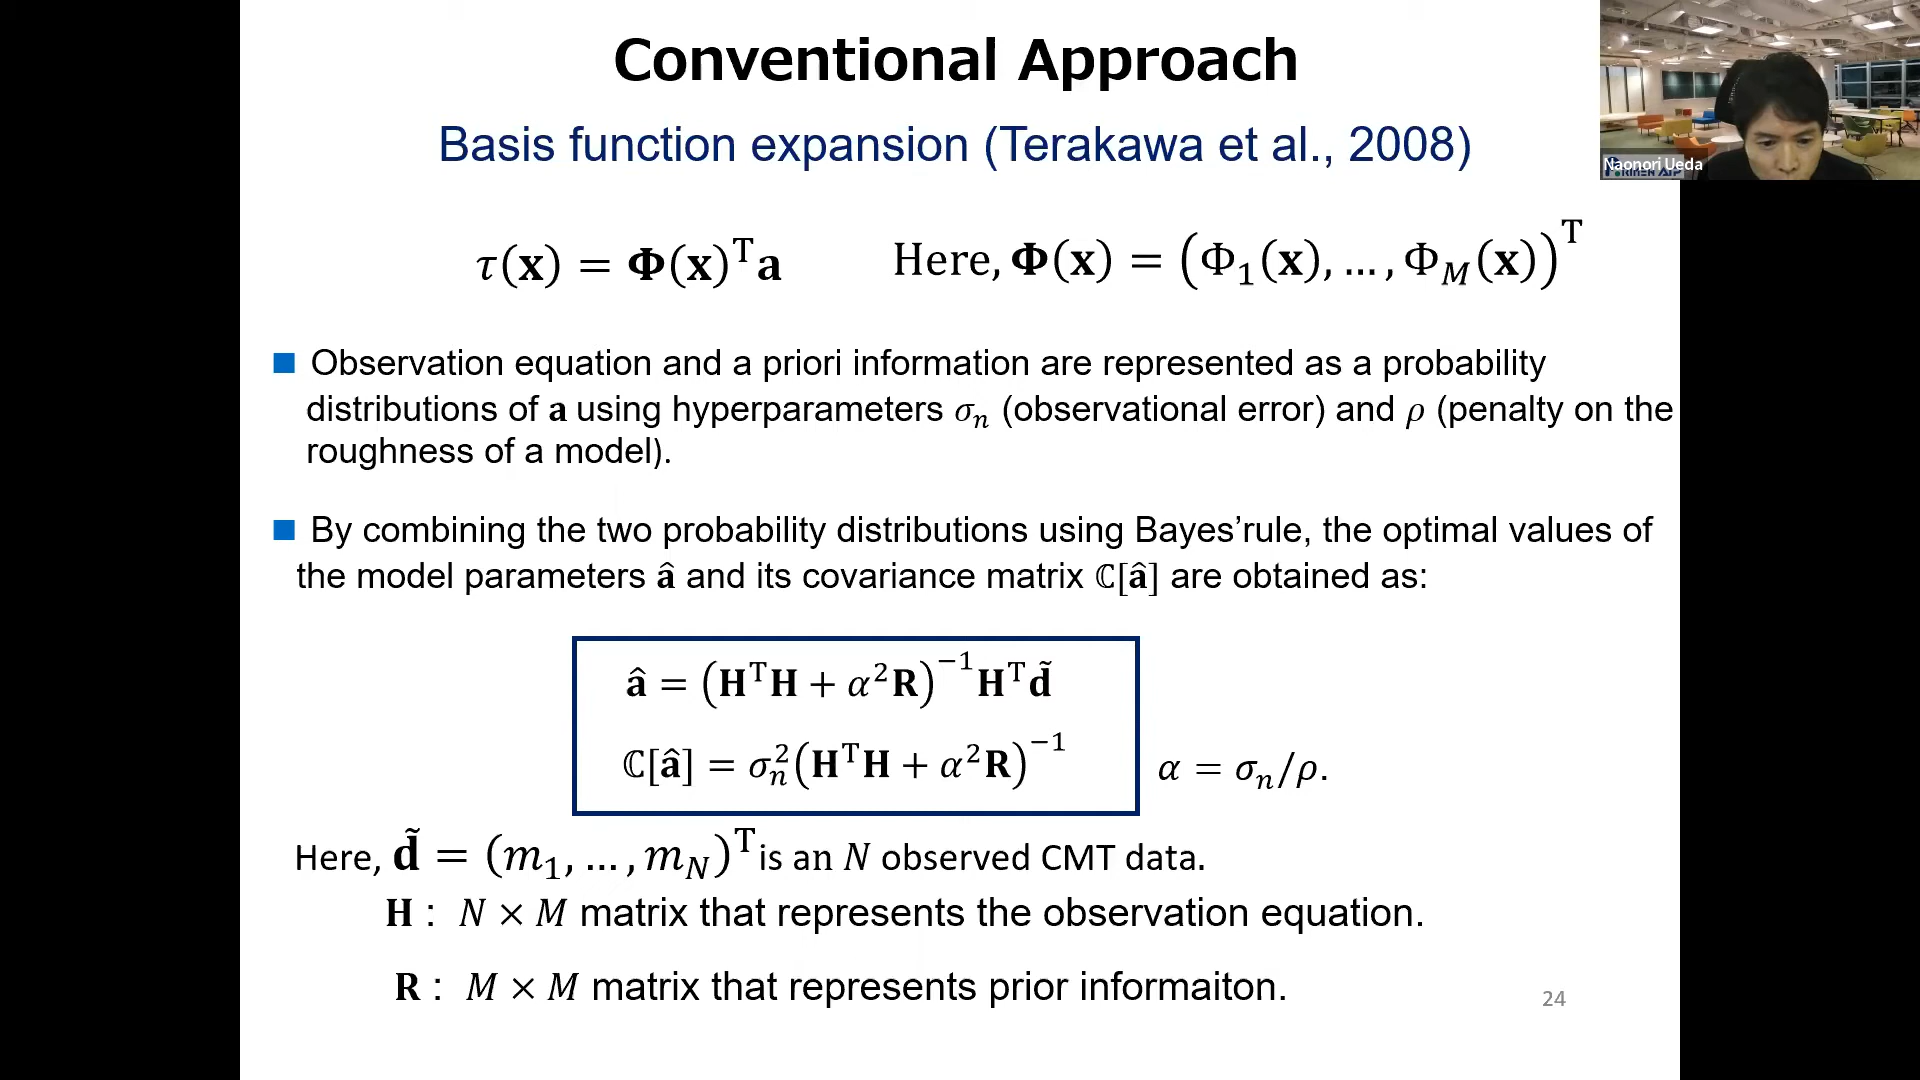 Conventional Approach
Basis function expansion (Terakawa et al., 2008)
τ(𝐱) = 𝚽(𝐱)ᵀ𝐚 Here, 𝚽(𝐱) = (Φ₁(𝐱), … , Φ_M(𝐱))ᵀ
Observation equation and a priori information are represented as a probability
distributions of 𝐚 using hyperparameters σₙ (observational error) and ρ (penalty on the
roughness of a model).
By combining the two probability distributions using Bayes’rule, the optimal values of
the model parameters 𝐚̂ and its covariance matrix ℂ[𝐚̂] are obtained as:
𝐚̂ = (𝐇ᵀ𝐇 + α²𝐑)⁻¹𝐇ᵀ𝐝̃
ℂ[𝐚̂] = σₙ²(𝐇ᵀ𝐇 + α²𝐑)⁻¹ α = σₙ/ρ.
Here, 𝐝̃ = (m₁, … , m_N)ᵀ is an N observed CMT data.
𝐇 : N × M matrix that represents the observation equation.
𝐑 : M × M matrix that represents prior informaiton.
24
Naonori Ueda